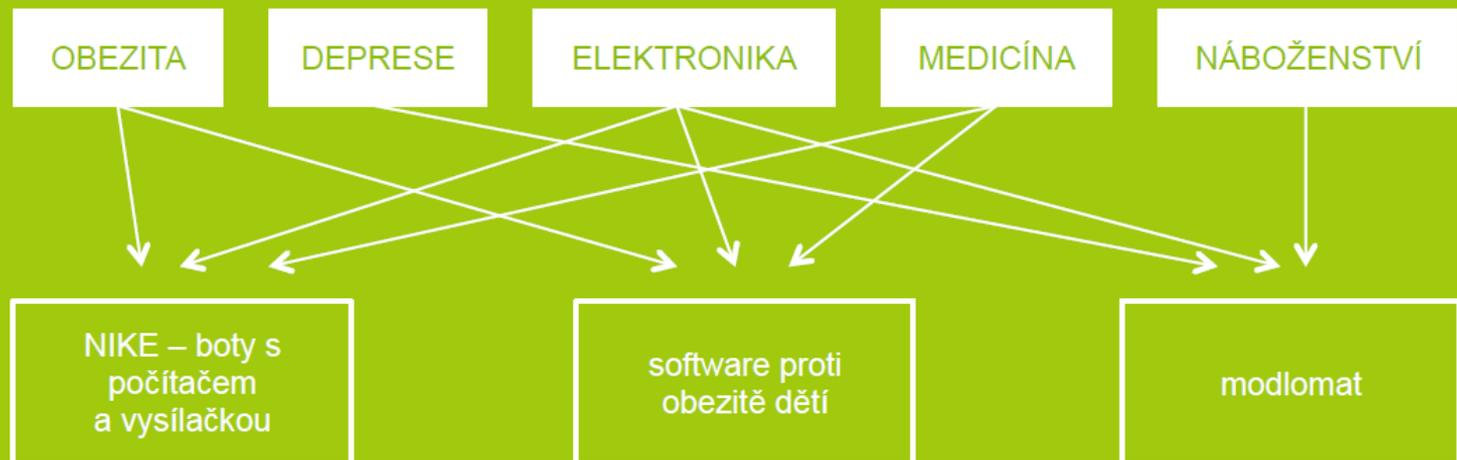 OBEZITA
DEPRESE
ELEKTRONIKA
MEDICÍNA
NÁBOŽENSTVÍ
NIKE – boty s
počítačem
a vysílačkou
software proti
obezitě dětí
modlomat